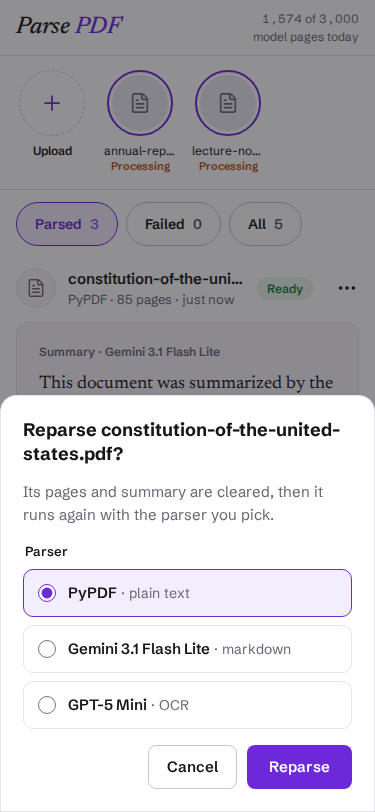 Parse PDF
1,574 of 3,000
model pages today
Upload
annual-rep...
Processing
lecture-no...
Processing
Parsed 3
Failed 0
All 5
constitution-of-the-uni...
PyPDF · 85 pages · just now
Ready
Summary · Gemini 3.1 Flash Lite
This document was summarized by the
Reparse constitution-of-the-united-
states.pdf?
Its pages and summary are cleared, then it
runs again with the parser you pick.
Parser
PyPDF · plain text
Gemini 3.1 Flash Lite · markdown
GPT-5 Mini · OCR
Cancel
Reparse